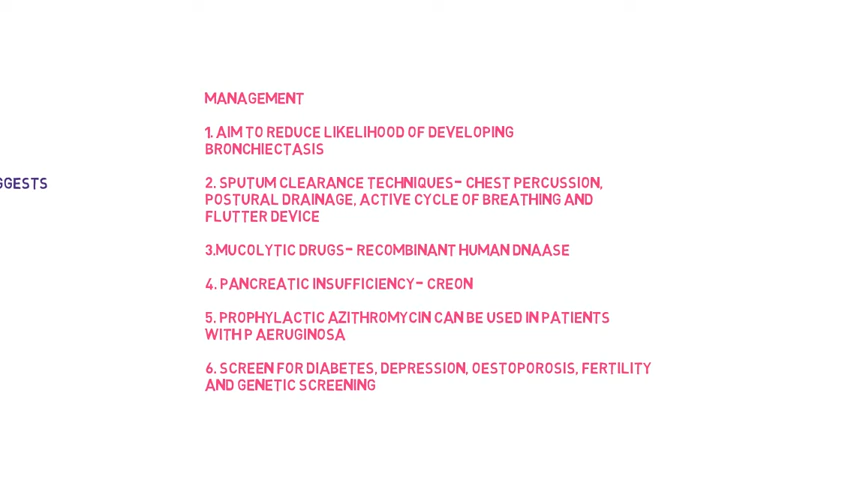 MANAGEMENT
1. AIM TO REDUCE LIKELIHOOD OF DEVELOPING
BRONCHIECTASIS
GGESTS
2. SPUTUM CLEARANCE TECHNIQUES- CHEST PERCUSSION,
POSTURAL DRAINAGE, ACTIVE CYCLE OF BREATHING AND
FLUTTER DEVICE
3.MUCOLYTIC DRUGS- RECOMBINANT HUMAN DNAASE
4. PANCREATIC INSUFFICIENCY- CREON
5. PROPHYLACTIC AZITHROMYCIN CAN BE USED IN PATIENTS
WITH P AERUGINOSA
6. SCREEN FOR DIABETES, DEPRESSION, OESTOPOROSIS, FERTILITY
AND GENETIC SCREENING